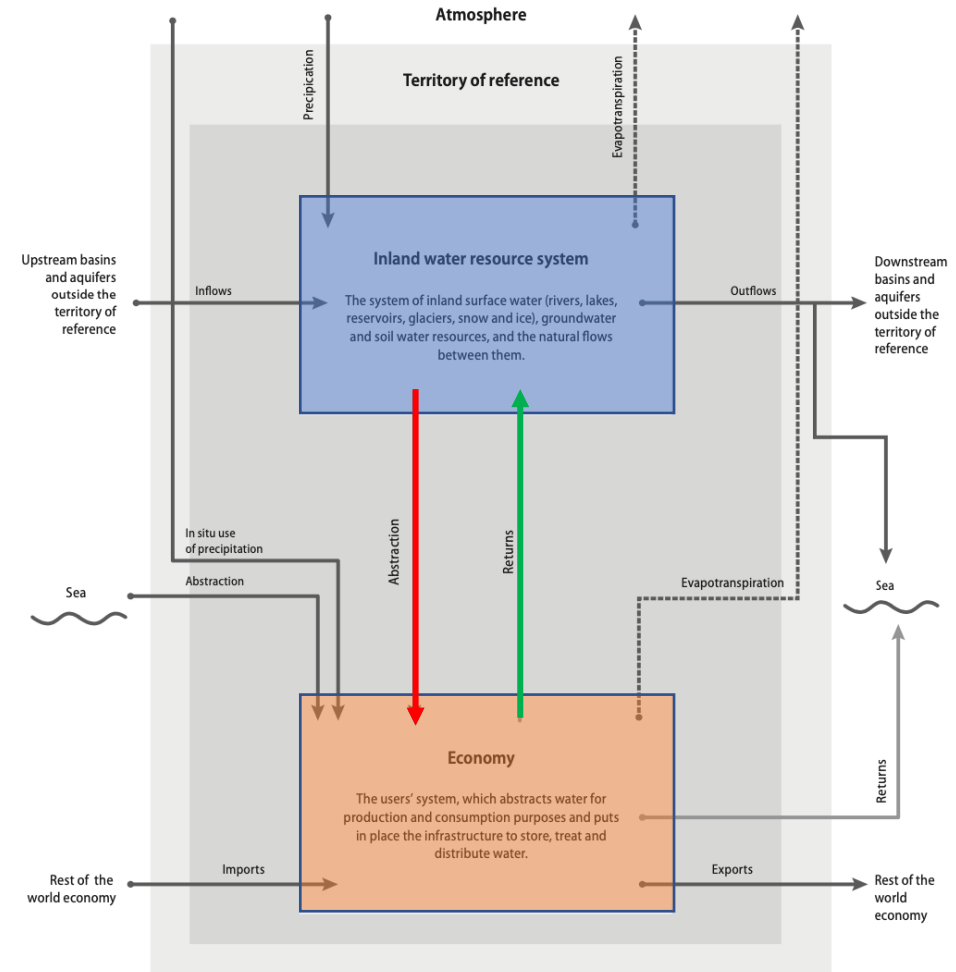 Atmosphere
Territory of reference
Precipication
Evapotranspiration
Inland water resource system
The system of inland surface water (rivers, lakes,
reservoirs, glaciers, snow and ice), groundwater
and soil water resources, and the natural flows
between them.
Upstream basins
and aquifers
outside the
territory of
reference
Inflows
Outflows
Downstream
basins and
aquifers
outside the
territory of
reference
Abstraction
Returns
In situ use
of precipitation
Abstraction
Sea
Evapotranspiration
Sea
Economy
The users' system, which abstracts water for
production and consumption purposes and puts
in place the infrastructure to store, treat and
distribute water.
Returns
Imports
Exports
Rest of the
world economy
Rest of the
world
economy